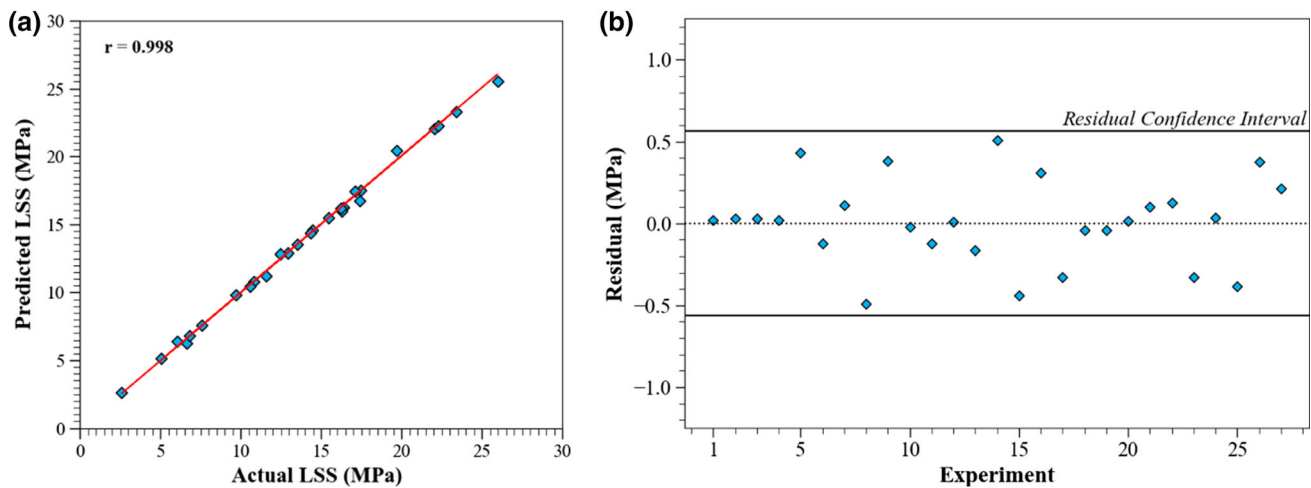 (a)
r = 0.998
Predicted LSS (MPa)
30
25
20
15
10
5
0
0 5 10 15 20 25 30
Actual LSS (MPa)
(b)
Residual Confidence Interval
Residual (MPa)
1.0
0.5
0.0
−0.5
−1.0
1 5 10 15 20 25
Experiment